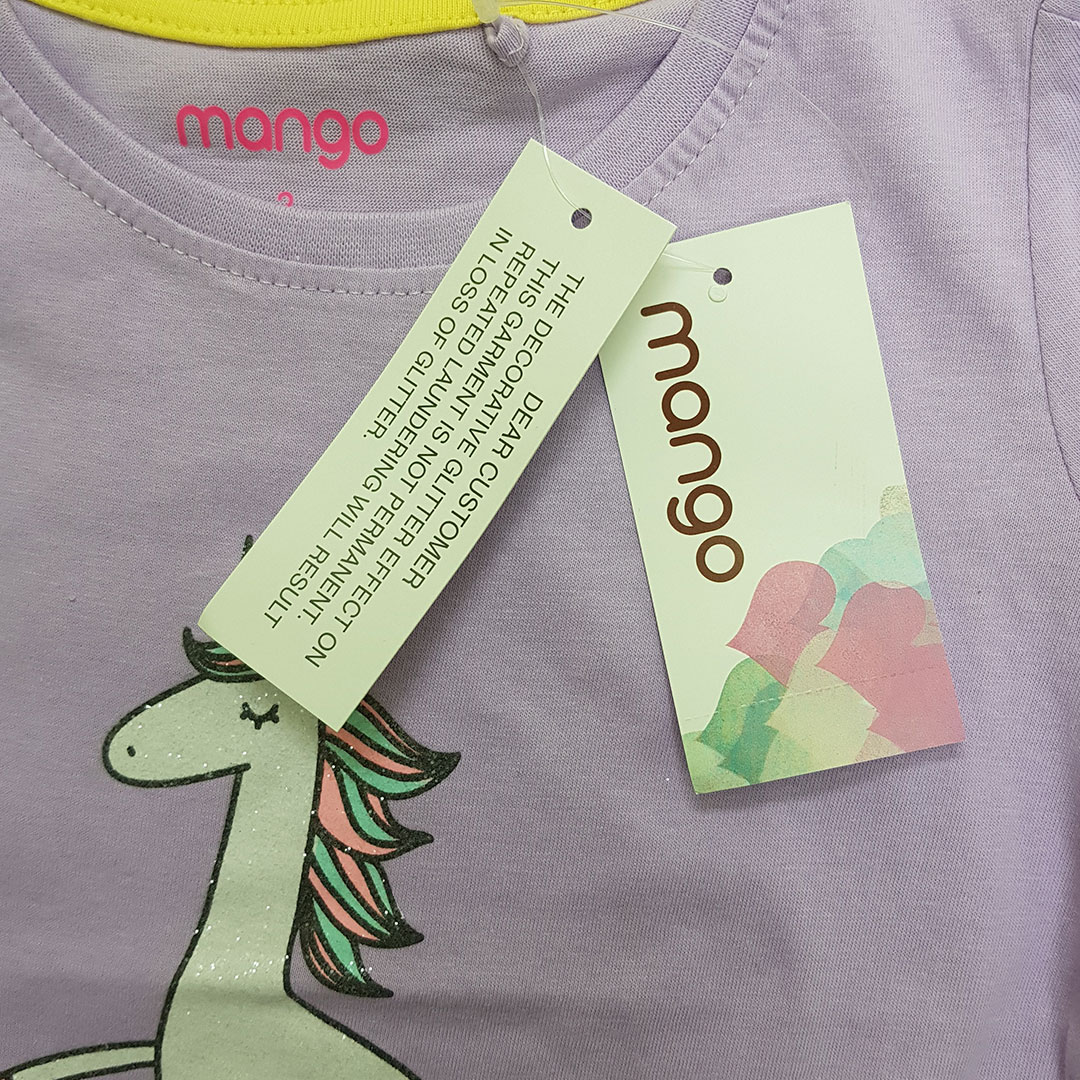 mango
2
DEAR CUSTOMER
THE DECORATIVE GLITTER EFFECT ON
THIS GARMENT IS NOT PERMANENT.
REPEATED LAUNDERING WILL RESULT
IN LOSS OF GLITTER.
mango